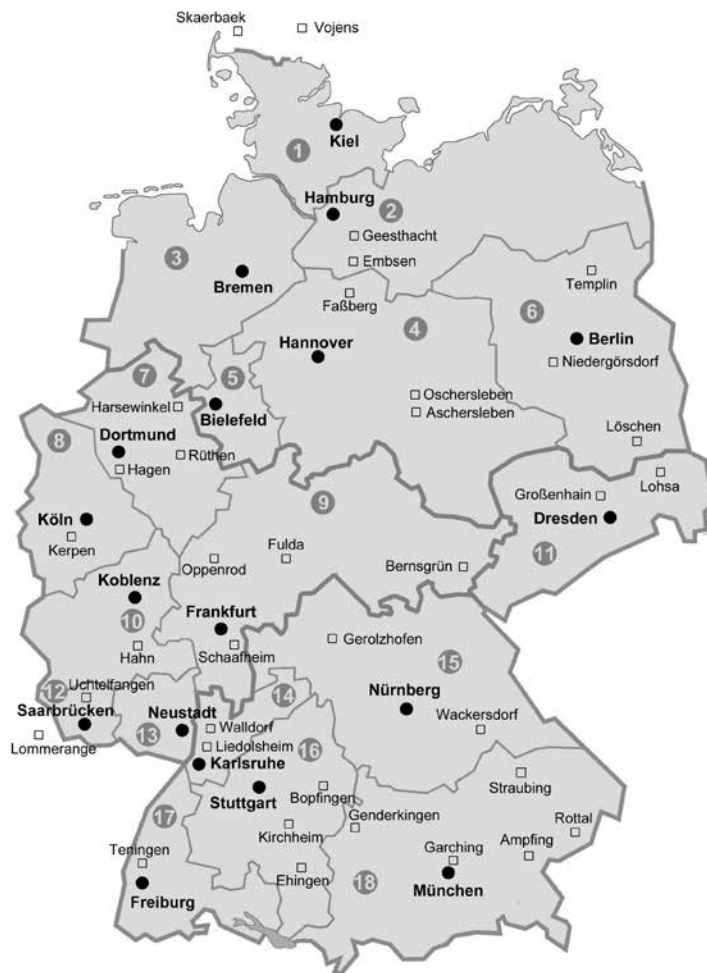 Skaerbaek
Vojens
Kiel
1
Hamburg
2
Geesthacht
3
Embsen
Bremen
Templin
Faßberg
6
4
Berlin
Hannover
Niedergörsdorf
7
5
Oschersleben
Harsewinkel
Aschersleben
Bielefeld
8
Dortmund
Löschen
Rüthen
Hagen
Lohsa
Großenhain
9
Köln
Dresden
Kerpen
Fulda
11
Oppenrod
Bernsgrün
Koblenz
Frankfurt
10
Gerolzhofen
Hahn
Schaafheim
15
Uchtelfangen
12
14
Nürnberg
Saarbrücken
Neustadt
Walldorf
Wackersdorf
13
Lommerange
Liedolsheim
16
Karlsruhe
Straubing
Stuttgart
Bopfingen
Rottal
17
Genderkingen
Kirchheim
Ampfing
Teningen
Garching
Ehingen
18
Freiburg
München